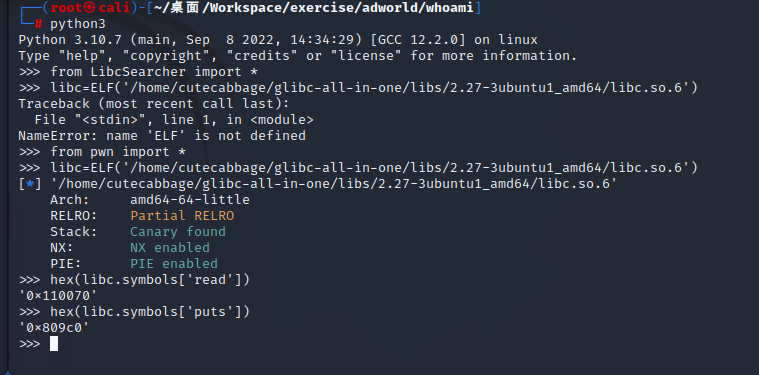 ┌──(root㉿cali)-[~/桌面/Workspace/exercise/adworld/whoami]
└─# python3
Python 3.10.7 (main, Sep  8 2022, 14:34:29) [GCC 12.2.0] on linux
Type "help", "copyright", "credits" or "license" for more information.
>>> from LibcSearcher import *
>>> libc=ELF('/home/cutecabbage/glibc-all-in-one/libs/2.27-3ubuntu1_amd64/libc.so.6')
Traceback (most recent call last):
  File "<stdin>", line 1, in <module>
NameError: name 'ELF' is not defined
>>> from pwn import *
>>> libc=ELF('/home/cutecabbage/glibc-all-in-one/libs/2.27-3ubuntu1_amd64/libc.so.6')
[*] '/home/cutecabbage/glibc-all-in-one/libs/2.27-3ubuntu1_amd64/libc.so.6'
    Arch:     amd64-64-little
    RELRO:    Partial RELRO
    Stack:    Canary found
    NX:       NX enabled
    PIE:      PIE enabled
>>> hex(libc.symbols['read'])
'0x110070'
>>> hex(libc.symbols['puts'])
'0x809c0'
>>>